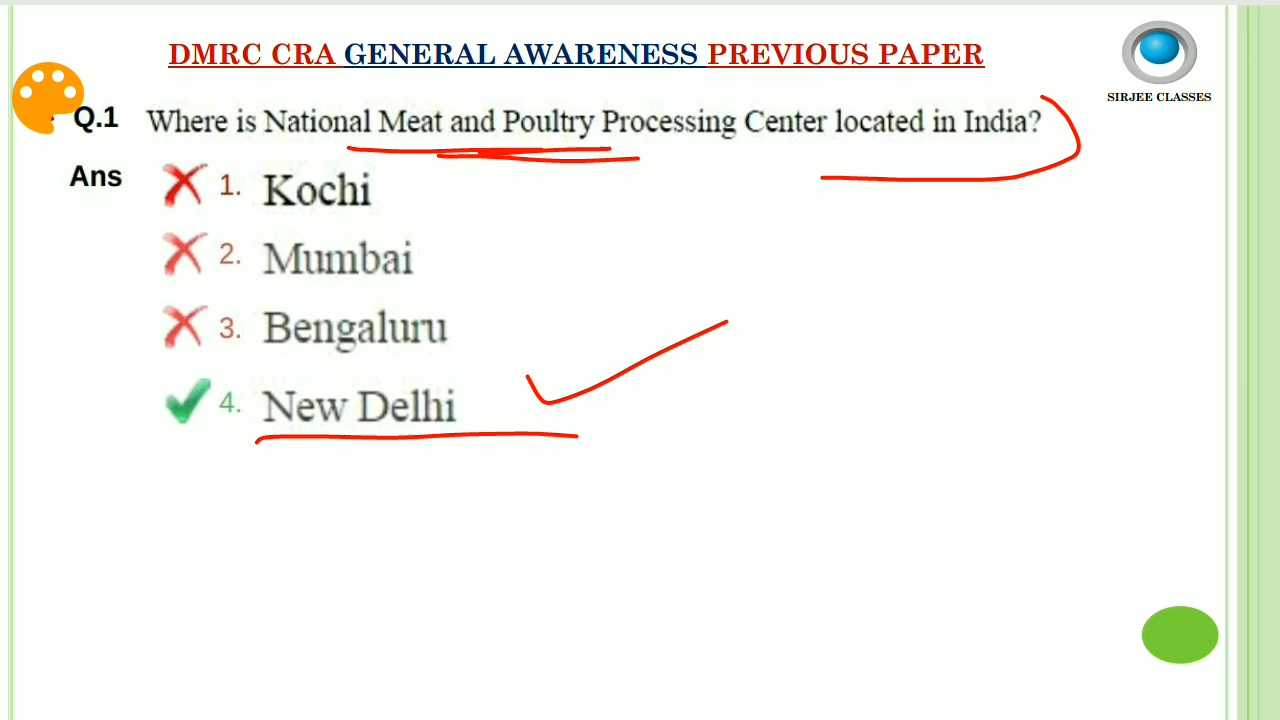 DMRC CRA GENERAL AWARENESS PREVIOUS PAPER
SIRJEE CLASSES
Q.1 Where is National Meat and Poultry Processing Center located in India?
Ans 1. Kochi
2. Mumbai
3. Bengaluru
4. New Delhi